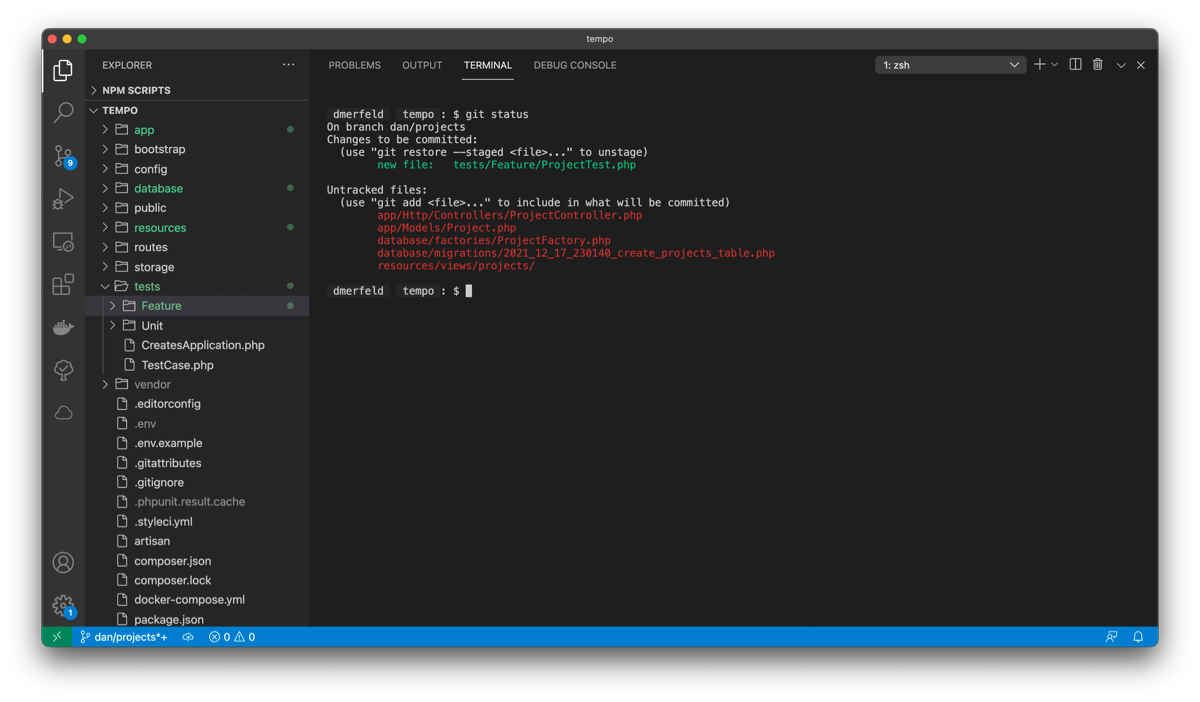 tempo
EXPLORER
NPM SCRIPTS
TEMPO
app
bootstrap
config
database
public
resources
routes
storage
tests
Feature
Unit
CreatesApplication.php
TestCase.php
vendor
.editorconfig
.env
.env.example
.gitattributes
.gitignore
.phpunit.result.cache
.styleci.yml
artisan
composer.json
composer.lock
docker-compose.yml
package.json
9
1
PROBLEMS OUTPUT TERMINAL DEBUG CONSOLE 1: zsh
dmerfeld tempo : $ git status
On branch dan/projects
Changes to be committed:
(use "git restore --staged <file>..." to unstage)
new file: tests/Feature/ProjectTest.php
Untracked files:
(use "git add <file>..." to include in what will be committed)
app/Http/Controllers/ProjectController.php
app/Models/Project.php
database/factories/ProjectFactory.php
database/migrations/2021_12_17_230140_create_projects_table.php
resources/views/projects/
dmerfeld tempo : $
dan/projects*+ 0 0